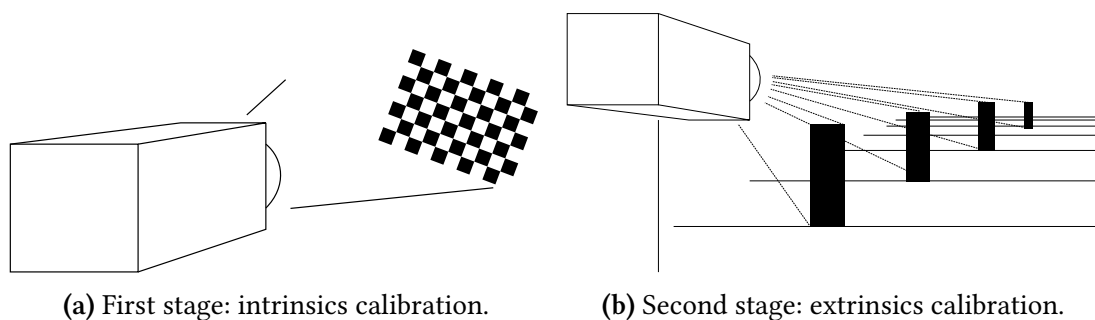 (a) First stage: intrinsics calibration.
(b) Second stage: extrinsics calibration.